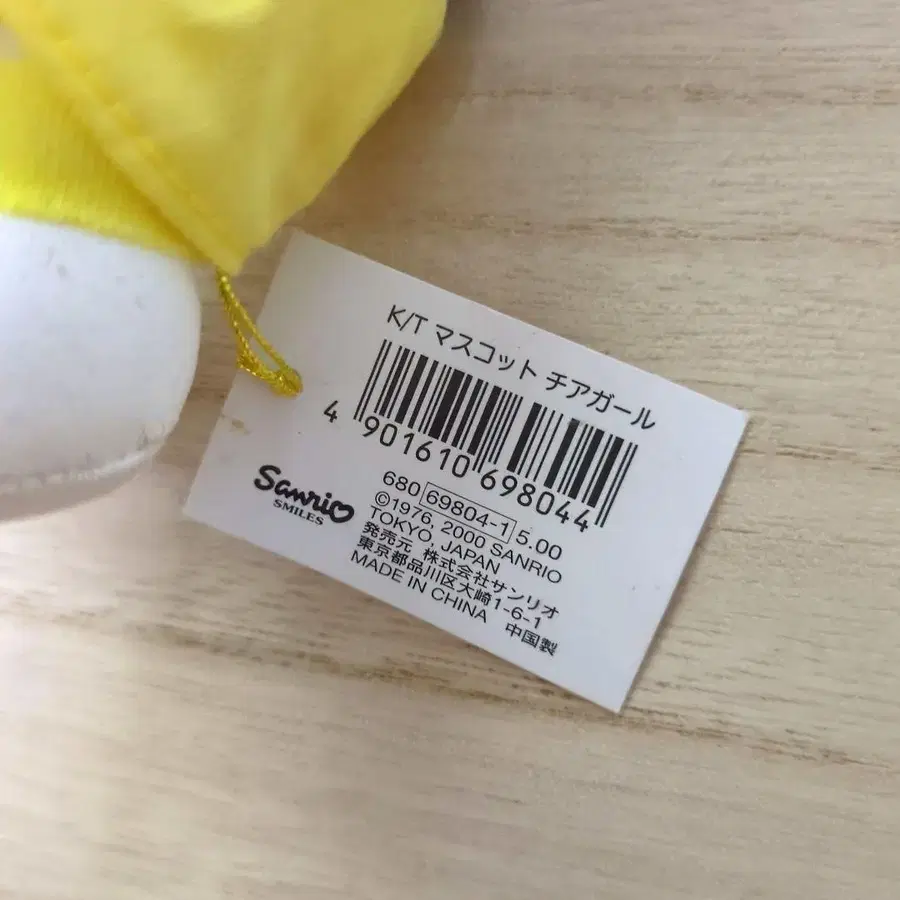 K/T マスコット チアガール
4 901610 698044
Sanrio
SMILES
680 69804-1 5.00
©1976, 2000 SANRIO
TOKYO, JAPAN
発売元 株式会社サンリオ
東京都品川区大崎1-6-1
MADE IN CHINA 中国製